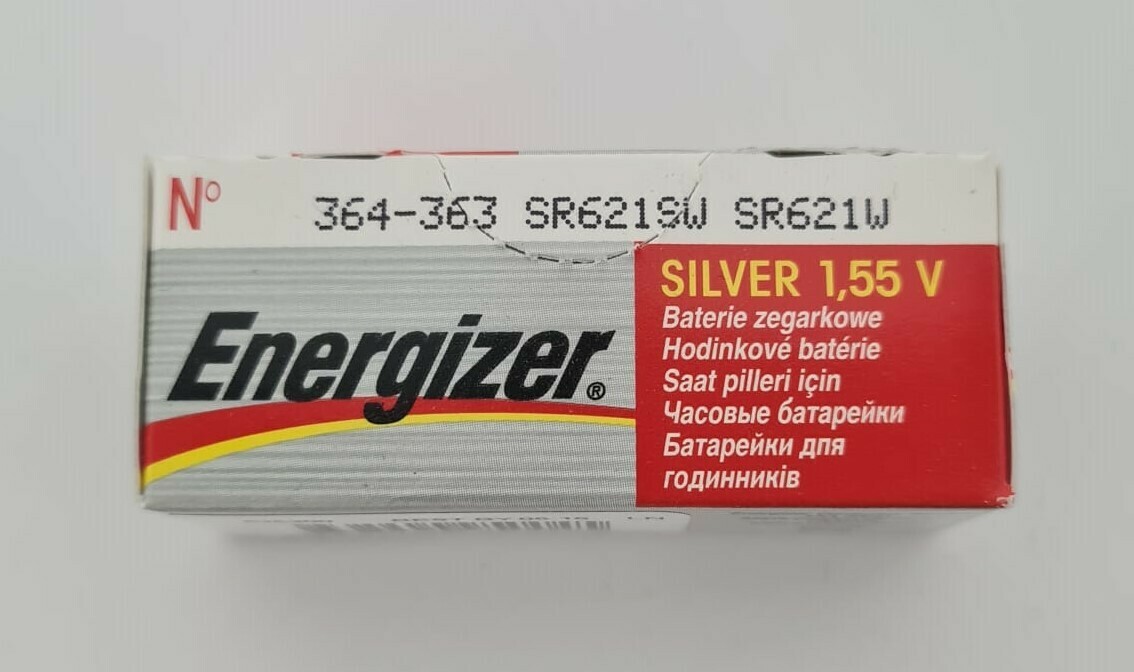 Nº
364-363 SR621SW SR621W
Energizer®
SILVER 1,55 V
Baterie zegarkowe
Hodinkové batérie
Saat pilleri için
Часовые батарейки
Батарейки для
годинників